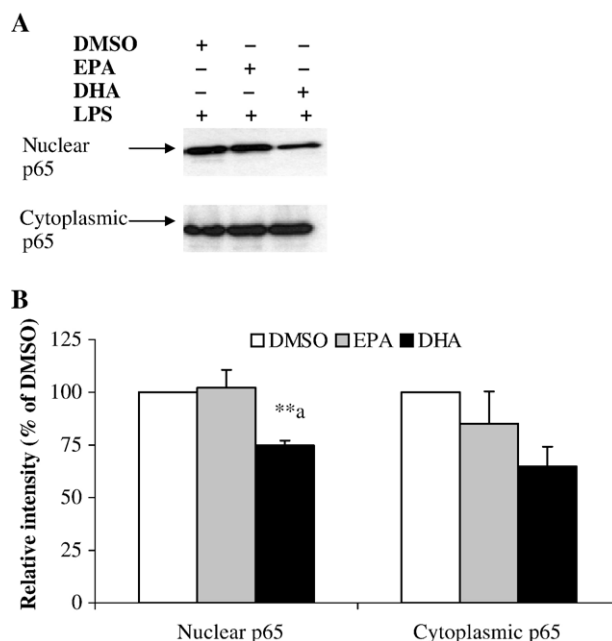 A
DMSO + – –
EPA – + –
DHA – – +
LPS + + +
Nuclear
p65
Cytoplasmic
p65
B
Relative intensity (% of DMSO)
125
100
75
50
25
0
DMSO EPA DHA
**a
Nuclear p65 Cytoplasmic p65